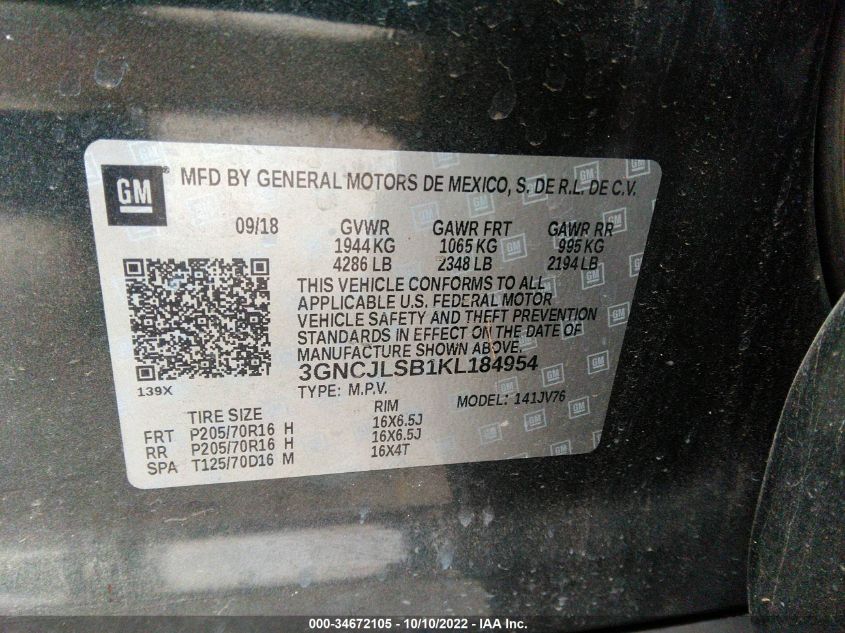 GM ® MFD BY GENERAL MOTORS DE MEXICO, S. DE R.L. DE C.V.
09/18 GVWR GAWR FRT GAWR RR
1944 KG 1065 KG 995 KG
4286 LB 2348 LB 2194 LB
THIS VEHICLE CONFORMS TO ALL
APPLICABLE U.S. FEDERAL MOTOR
VEHICLE SAFETY AND THEFT PREVENTION
STANDARDS IN EFFECT ON THE DATE OF
MANUFACTURE SHOWN ABOVE.
3GNCJLSB1KL184954
139X TYPE: M.P.V. MODEL: 141JV76
TIRE SIZE RIM
FRT P205/70R16 H 16X6.5J
RR P205/70R16 H 16X6.5J
SPA T125/70D16 M 16X4T
000-34672105 - 10/10/2022 - IAA Inc.